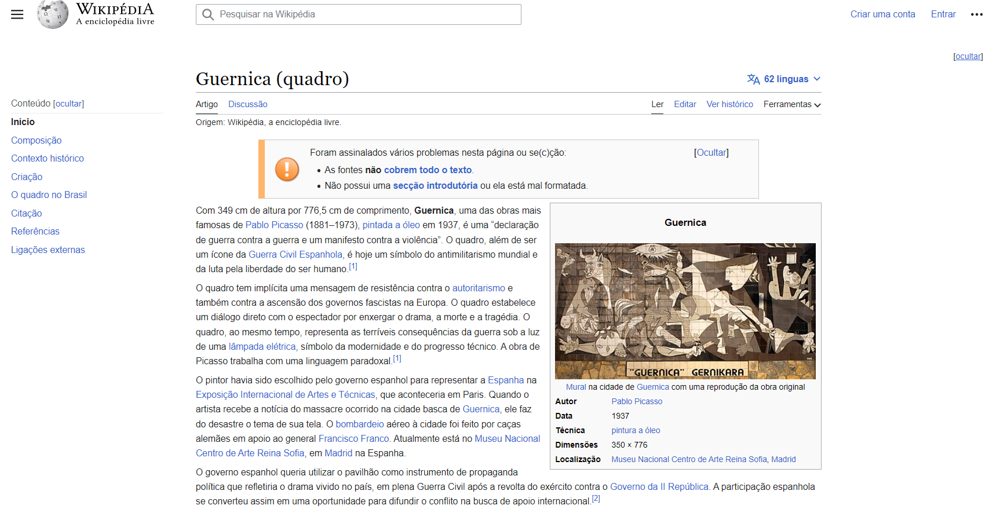 WIKIPÉDIA
A enciclopédia livre
Pesquisar na Wikipédia
Criar uma conta
Entrar
[ocultar]
Guernica (quadro)
62 línguas
Conteúdo [ocultar]
Início
Composição
Contexto histórico
Criação
O quadro no Brasil
Citação
Referências
Ligações externas
Artigo
Discussão
Ler
Editar
Ver histórico
Ferramentas
Origem: Wikipédia, a enciclopédia livre.
Foram assinalados vários problemas nesta página ou se(c)ção:
[Ocultar]
• As fontes não cobrem todo o texto.
• Não possui uma secção introdutória ou ela está mal formatada.
Com 349 cm de altura por 776,5 cm de comprimento, Guernica, uma das obras mais
famosas de Pablo Picasso (1881–1973), pintada a óleo em 1937, é uma “declaração
de guerra contra a guerra e um manifesto contra a violência”. O quadro, além de ser
um ícone da Guerra Civil Espanhola, é hoje um símbolo do antimilitarismo mundial e
da luta pela liberdade do ser humano.[1]
O quadro tem implícita uma mensagem de resistência contra o autoritarismo e
também contra a ascensão dos governos fascistas na Europa. O quadro estabelece
um diálogo direto com o espectador por enxergar o drama, a morte e a tragédia. O
quadro, ao mesmo tempo, representa as terríveis consequências da guerra sob a luz
de uma lâmpada elétrica, símbolo da modernidade e do progresso técnico. A obra de
Picasso trabalha com uma linguagem paradoxal.[1]
O pintor havia sido escolhido pelo governo espanhol para representar a Espanha na
Exposição Internacional de Artes e Técnicas, que aconteceria em Paris. Quando o
artista recebe a notícia do massacre ocorrido na cidade basca de Guernica, ele faz
do desastre o tema de sua tela. O bombardeio aéreo à cidade foi feito por caças
alemães em apoio ao general Francisco Franco. Atualmente está no Museu Nacional
Centro de Arte Reina Sofia, em Madrid na Espanha.
O governo espanhol queria utilizar o pavilhão como instrumento de propaganda
política que refletiria o drama vivido no país, em plena Guerra Civil após a revolta do exército contra o Governo da II República. A participação espanhola
se converteu assim em uma oportunidade para difundir o conflito na busca de apoio internacional.[2]
Guernica
"GUERNICA" GERNIKARA
Mural na cidade de Guernica com uma reprodução da obra original
Autor Pablo Picasso
Data 1937
Técnica pintura a óleo
Dimensões 350 × 776
Localização Museu Nacional Centro de Arte Reina Sofia, Madrid